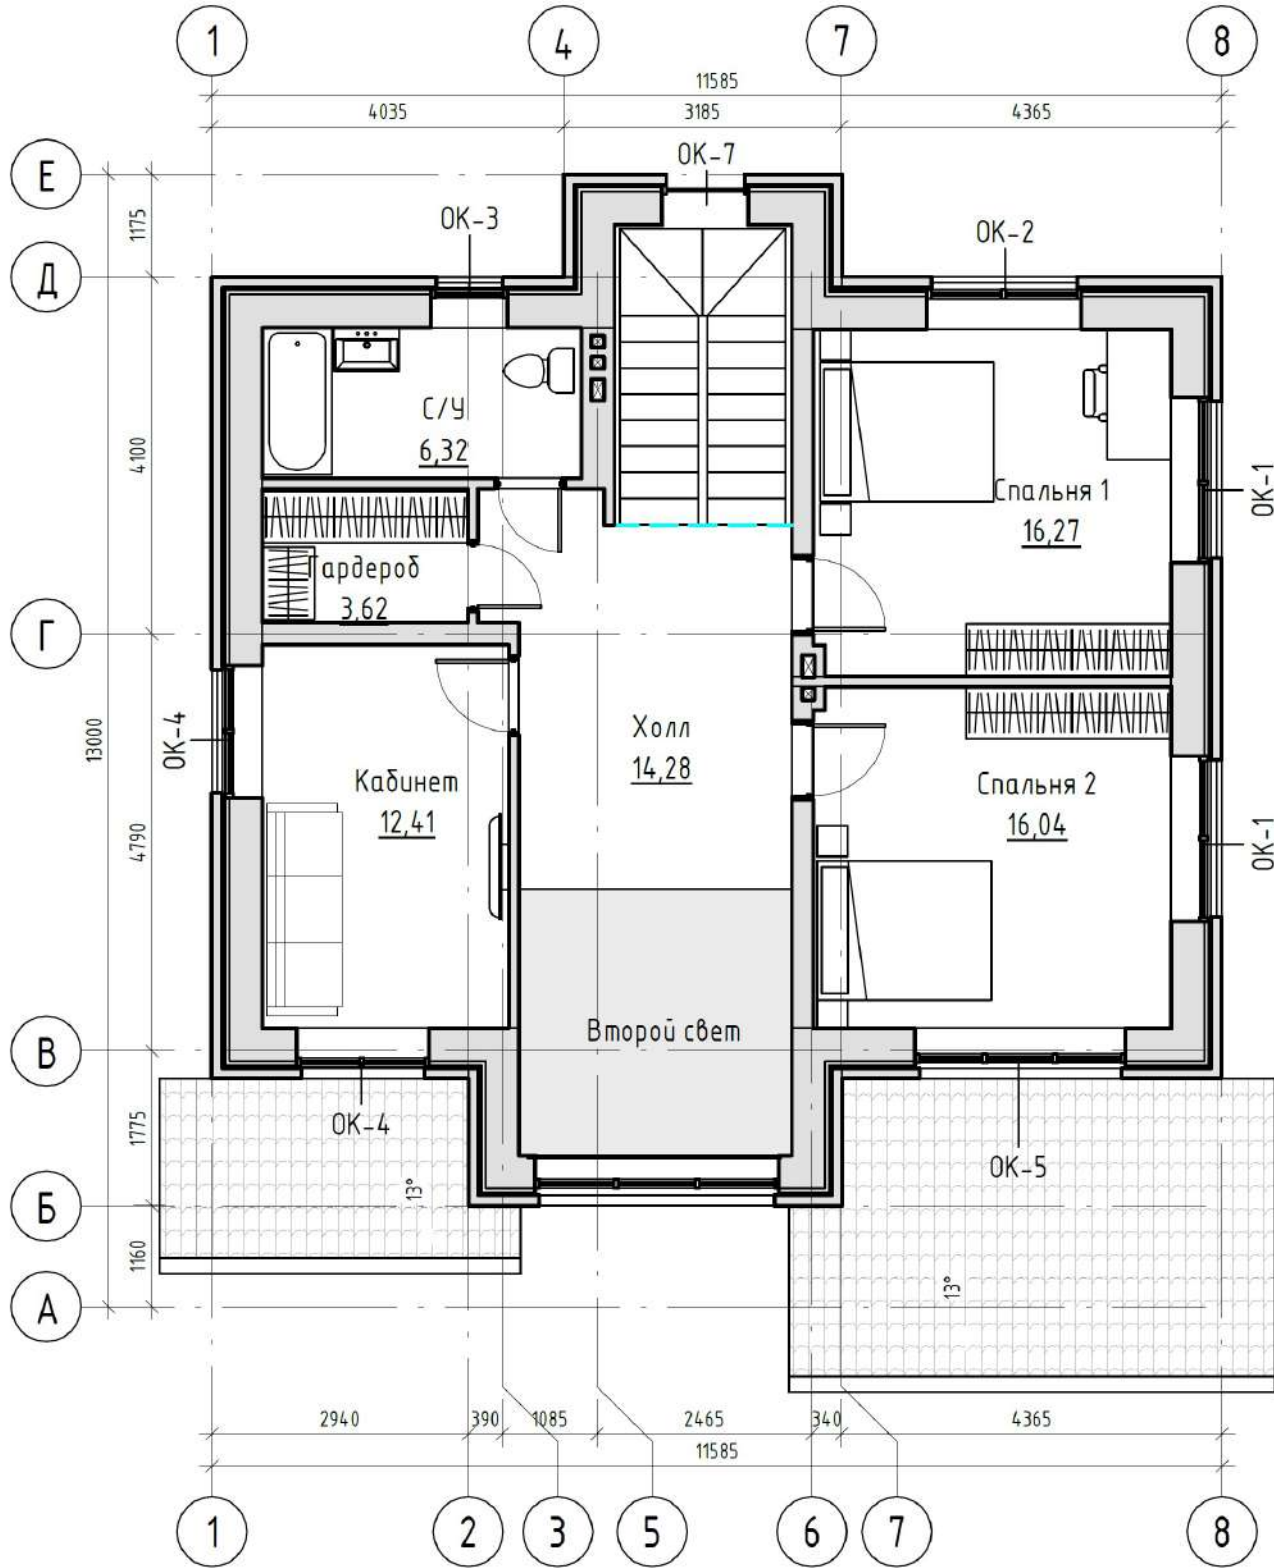 1
4
7
8
11585
4035
3185
4365
Е
ОК-7
1175
ОК-3
ОК-2
Д
4100
С/У
6,32
Спальня 1
16,27
ОК-1
Гардероб
3,62
Г
13000
ОК-4
Холл
14,28
Кабинет
12,41
Спальня 2
16,04
ОК-1
4790
Второй свет
В
1775
ОК-4
ОК-5
13°
Б
1160
13°
А
2940
390
1085
2465
340
4365
11585
1
2
3
5
6
7
8